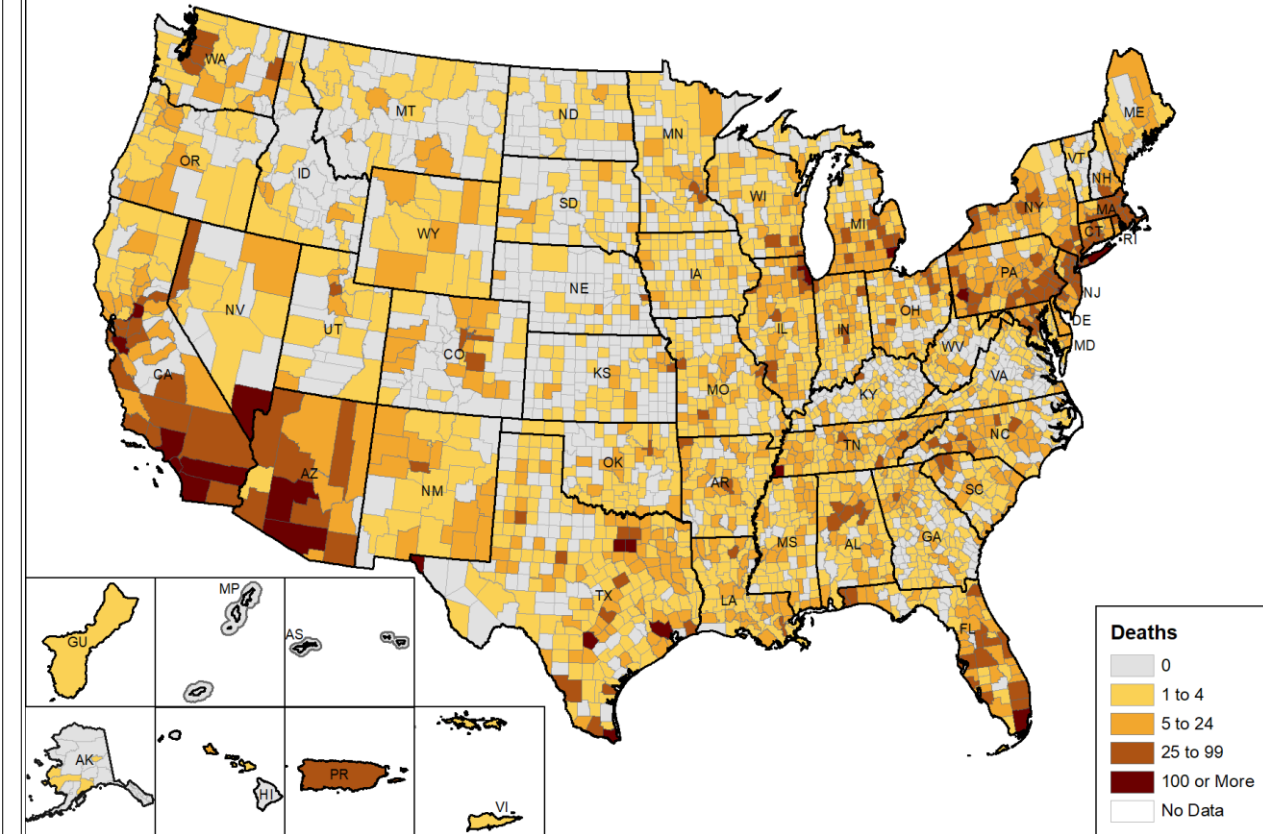 WA
MT
ND
MN
ME
OR
ID
SD
WI
VT
NH
NY
MA
MI
CT
RI
WY
IA
PA
NE
NJ
NV
UT
OH
DE
IL
IN
CO
WV
MD
CA
KS
MO
VA
KY
NC
TN
OK
AZ
NM
AR
SC
MS
AL
GA
TX
LA
FL
MP
GU
AS
AK
HI
PR
VI
Deaths
0
1 to 4
5 to 24
25 to 99
100 or More
No Data